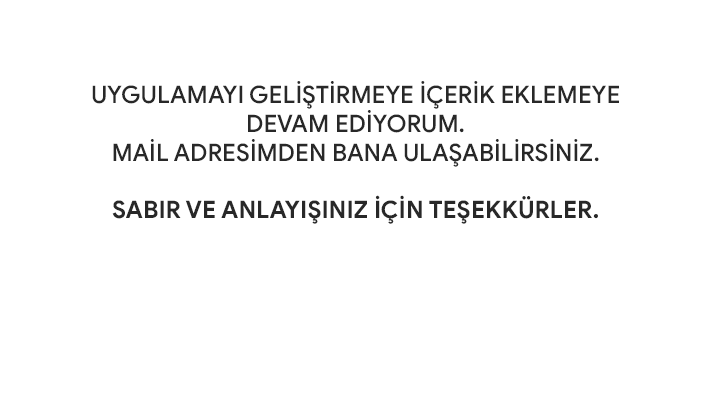 UYGULAMAYI GELİŞTİRMEYE İÇERİK EKLEMEYE
DEVAM EDİYORUM.
MAİL ADRESİMDEN BANA ULAŞABİLİRSİNİZ.
SABIR VE ANLAYIŞINIZ İÇİN TEŞEKKÜRLER.